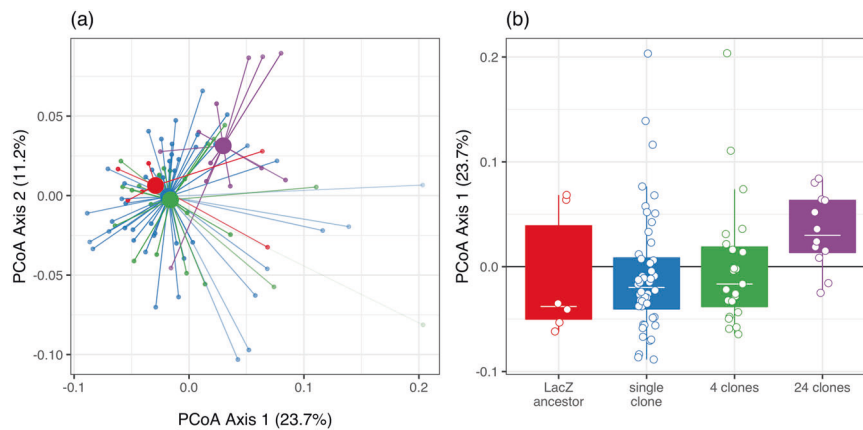 (a)
PCoA Axis 2 (11.2%)
0.05
0.00
-0.05
-0.10
-0.1
0.0
0.1
0.2
PCoA Axis 1 (23.7%)
(b)
PCoA Axis 1 (23.7%)
0.2
0.1
0.0
-0.1
LacZ
ancestor
single
clone
4 clones
24 clones